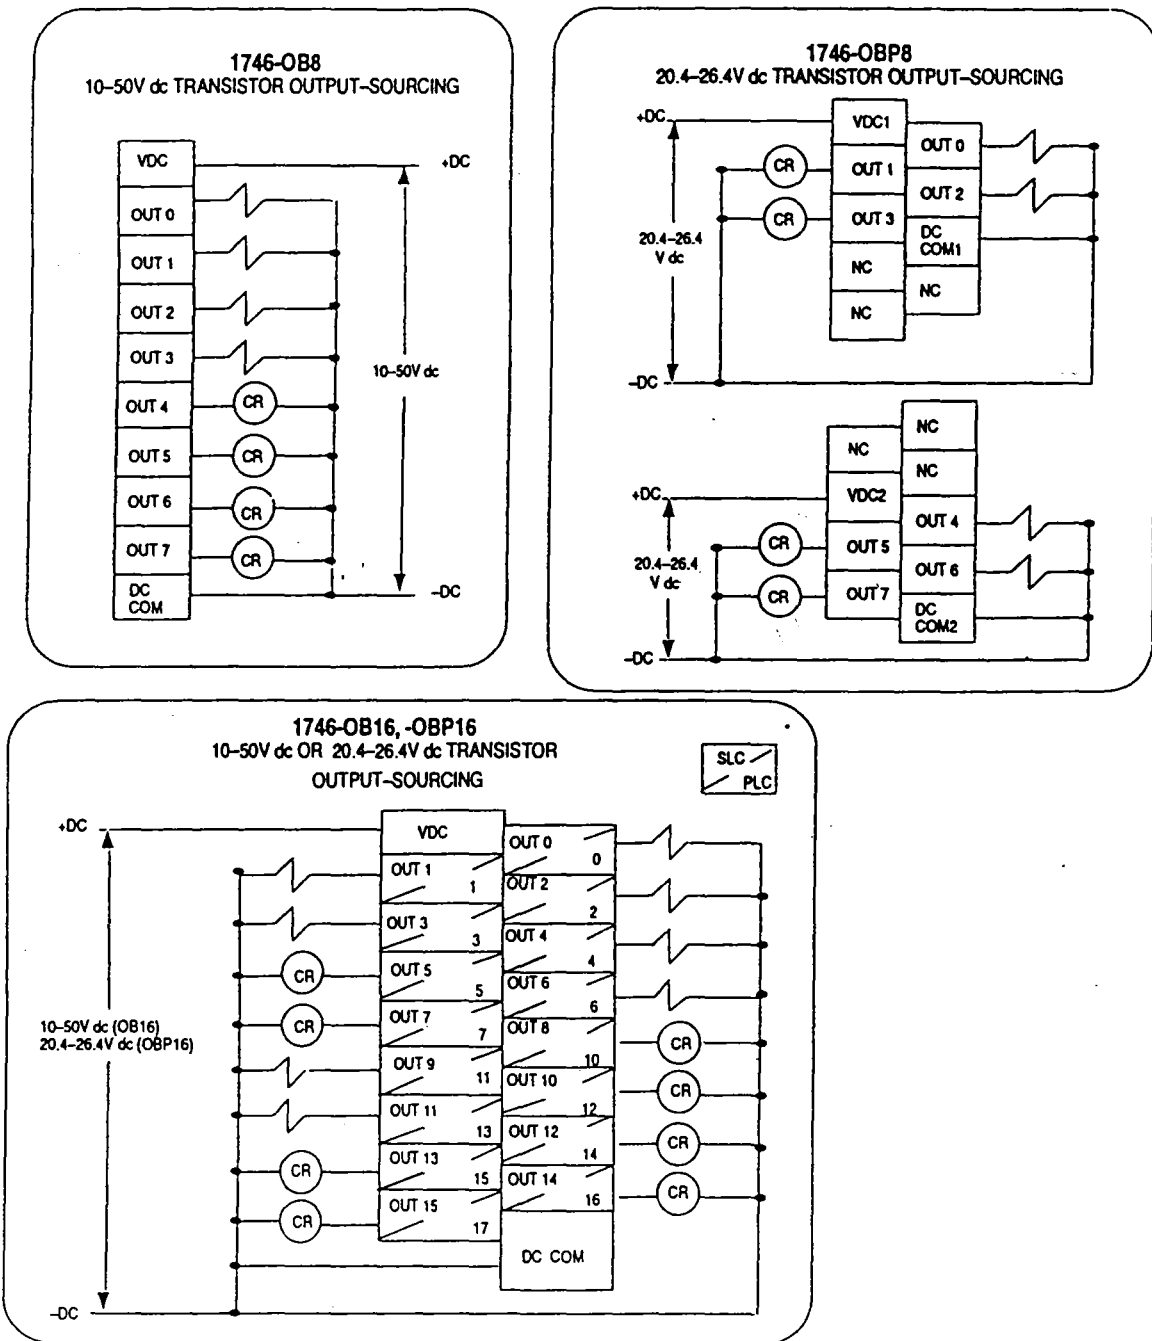 1746-OB8
10–50V dc TRANSISTOR OUTPUT–SOURCING
VDC
+DC
OUT 0
OUT 1
OUT 2
OUT 3
10–50V dc
OUT 4
CR
OUT 5
CR
OUT 6
CR
OUT 7
CR
DC
COM
–DC
1746-OBP8
20.4–26.4V dc TRANSISTOR OUTPUT–SOURCING
+DC
VDC1
OUT 0
CR
OUT 1
OUT 2
CR
OUT 3
DC
COM1
20.4–26.4
V dc
NC
NC
NC
–DC
NC
NC
NC
+DC
VDC2
OUT 4
CR
OUT 5
20.4–26.4
V dc
OUT 6
CR
OUT 7
DC
COM2
–DC
1746-OB16, -OBP16
10–50V dc OR 20.4–26.4V dc TRANSISTOR
OUTPUT–SOURCING
SLC
PLC
+DC
VDC
OUT 0
0
OUT 1
1
OUT 2
2
OUT 3
3
OUT 4
4
CR
OUT 5
5
OUT 6
6
10–50V dc (OB16)
20.4–26.4V dc (OBP16)
CR
OUT 7
7
OUT 8
10
CR
OUT 9
11
OUT 10
12
CR
OUT 11
13
OUT 12
14
CR
CR
OUT 13
15
OUT 14
16
CR
CR
OUT 15
17
DC COM
–DC